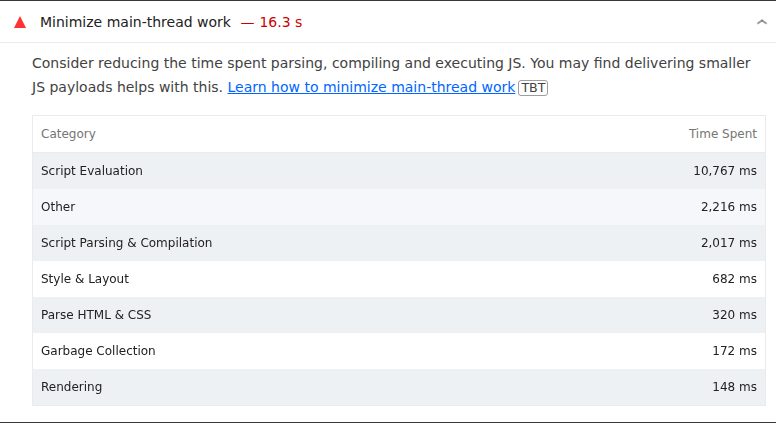 Minimize main-thread work — 16.3 s
Consider reducing the time spent parsing, compiling and executing JS. You may find delivering smaller
JS payloads helps with this. Learn how to minimize main-thread work TBT
Category Time Spent
Script Evaluation 10,767 ms
Other 2,216 ms
Script Parsing & Compilation 2,017 ms
Style & Layout 682 ms
Parse HTML & CSS 320 ms
Garbage Collection 172 ms
Rendering 148 ms